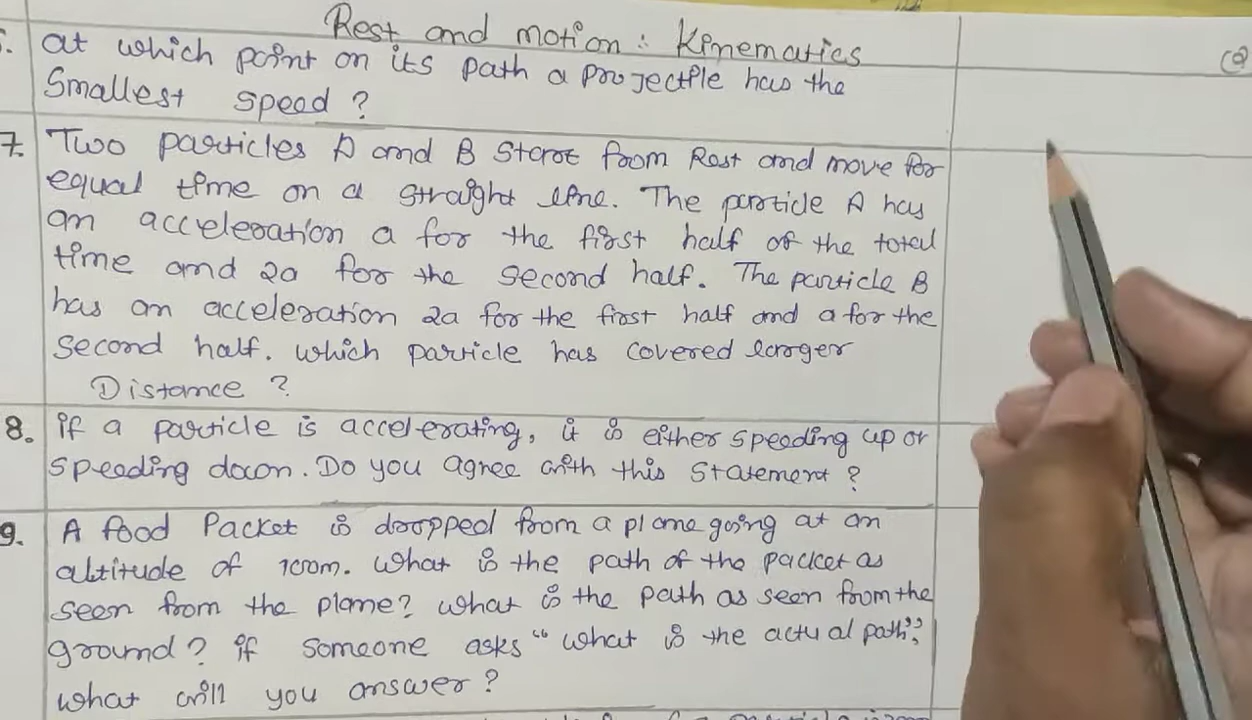 Rest and motion : Kinematics
at which point on its path a projectile has the
Smallest speed ?
7. Two particles A and B Start from Rest and move for
equal time on a straight line. The particle A has
an acceleration a for the first half of the total
time and 2a for the second half. The particle B
has an acceleration 2a for the first half and a for the
second half. which particle has covered larger
Distance ?
8. if a particle is accelerating, it is either speeding up or
speeding down. Do you agree with this statement ?
9. A food Packet is dropped from a plane going at an
altitude of 100m. What is the path of the packet as
seen from the plane? What is the path as seen from the
ground? if someone asks "what is the actual path",
what will you answer ?